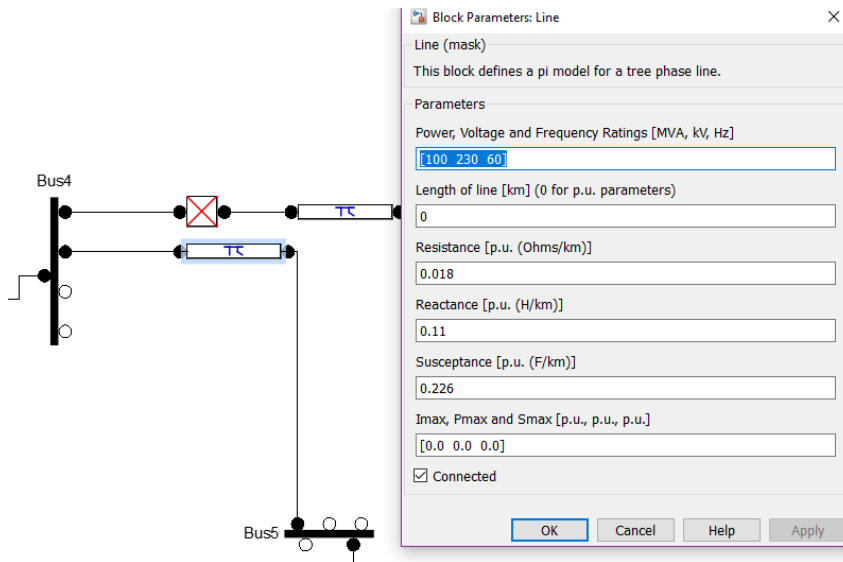 Block Parameters: Line
Line (mask)
This block defines a pi model for a tree phase line.
Parameters
Power, Voltage and Frequency Ratings [MVA, kV, Hz]
[100 230 60]
Length of line [km] (0 for p.u. parameters)
0
Resistance [p.u. (Ohms/km)]
0.018
Reactance [p.u. (H/km)]
0.11
Susceptance [p.u. (F/km)]
0.226
Imax, Pmax and Smax [p.u., p.u., p.u.]
[0.0 0.0 0.0]
Connected
OK Cancel Help Apply
Bus4
π
π
Bus5